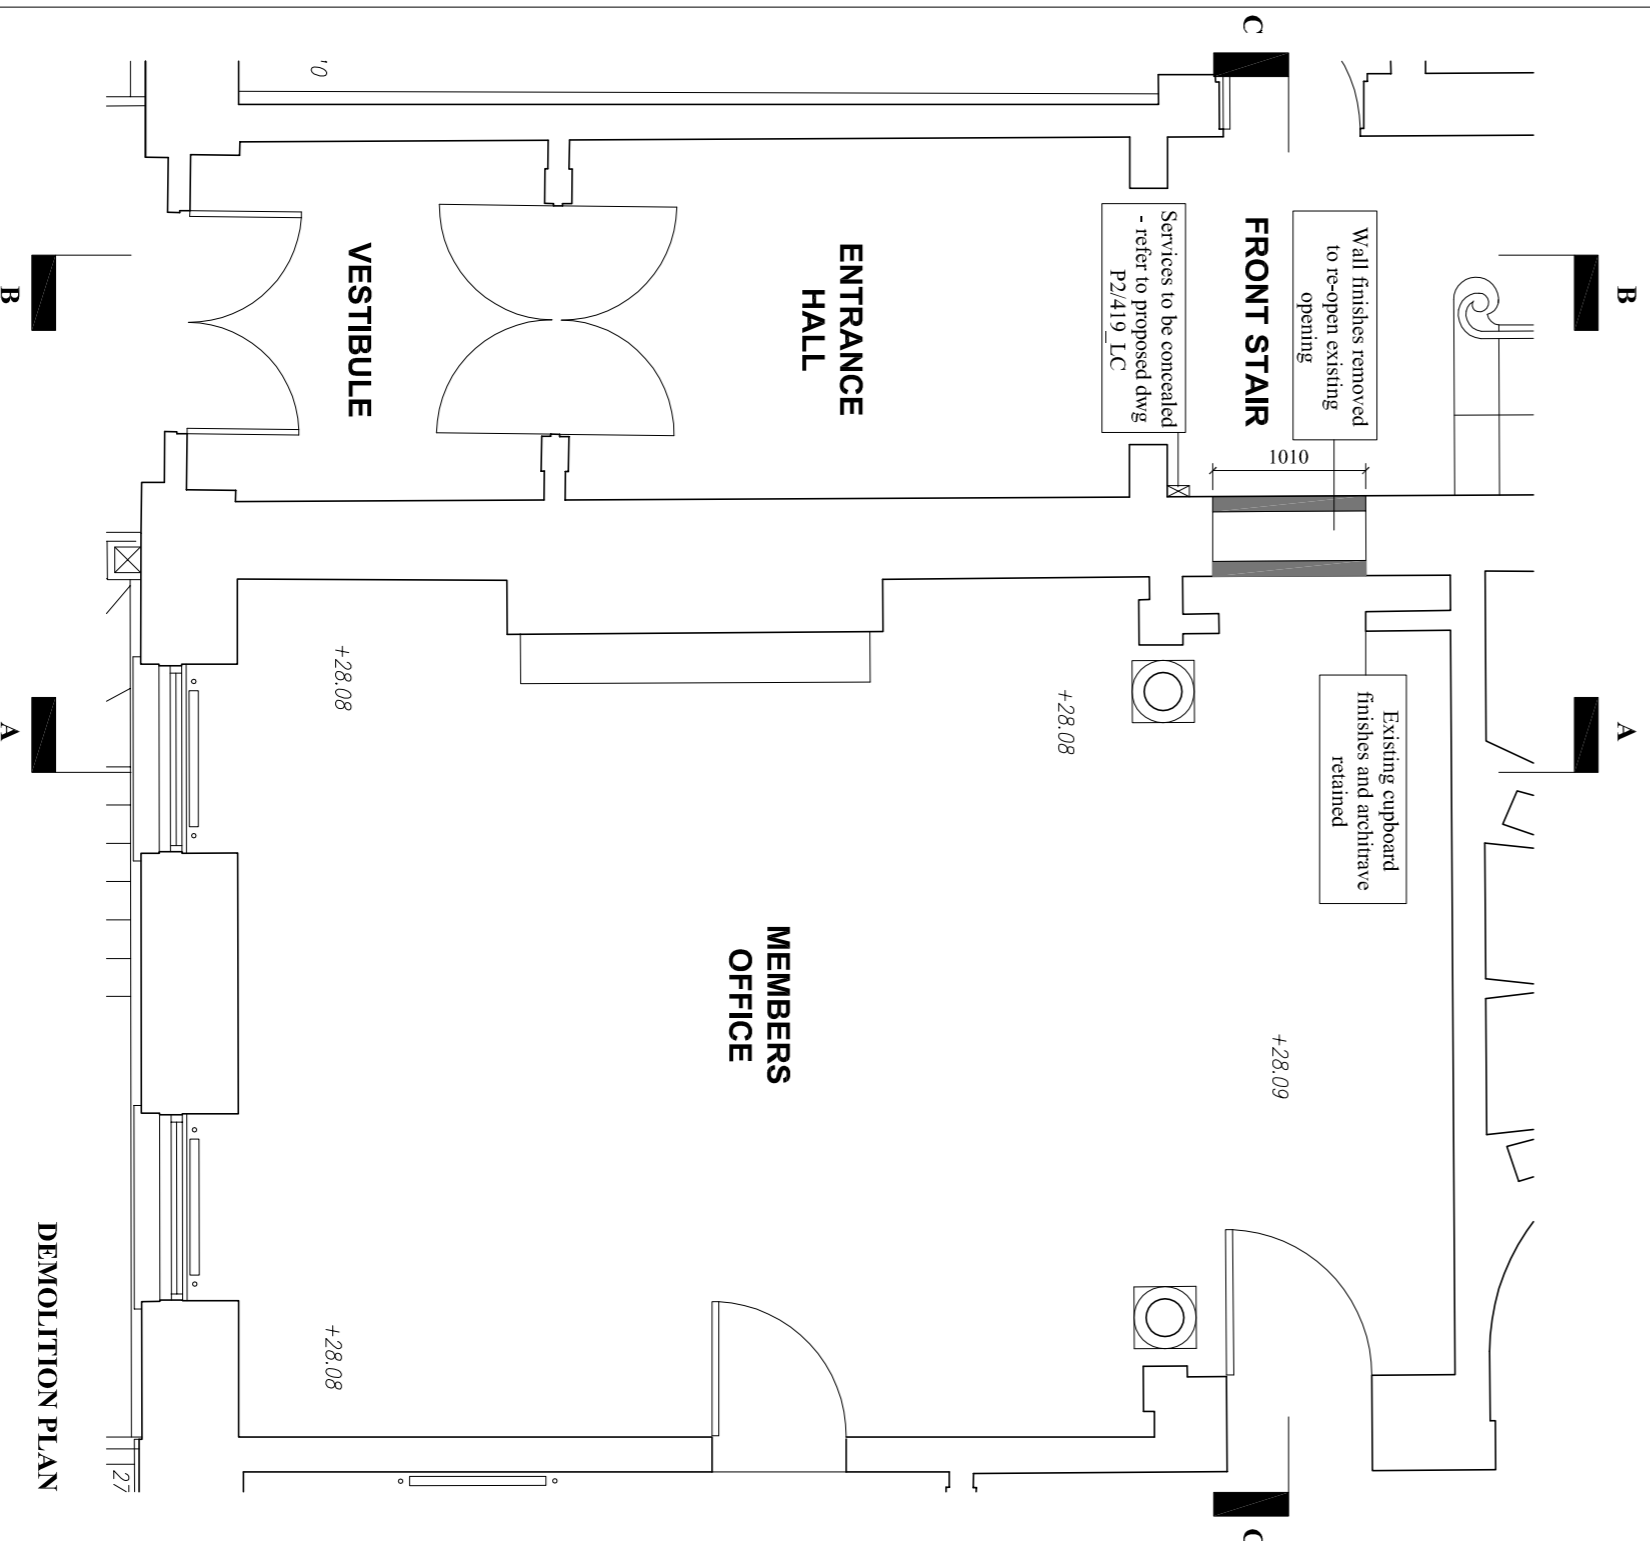 C
B
B
A
A
C
'0
FRONT STAIR
Wall finishes removed
to re-open existing
opening
Services to be concealed
- refer to proposed dwg
P2/419_LC
ENTRANCE
HALL
VESTIBULE
1010
Existing cupboard
finishes and architrave
retained
+28.08
+28.08
+28.09
MEMBERS
OFFICE
+28.08
27
DEMOLITION PLAN